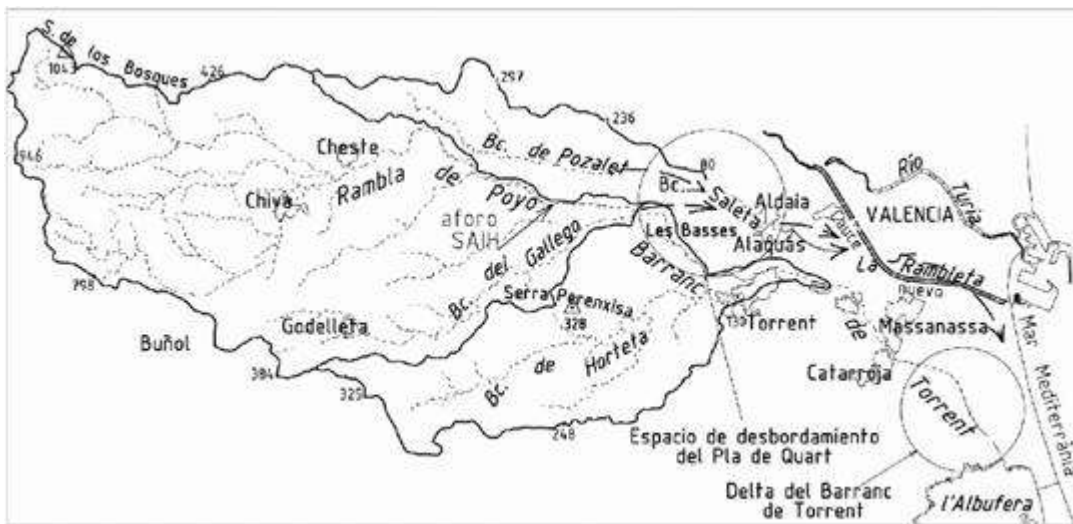 S. de los Bosques
1043
426
297
236
80
946
Cheste
Chiva
Rambla de Poyo
Bc. de Pozalet
Bc. Saleta
Aldaia
Alaquás
Les Basses
aforo
SAIH
Bc. del Gallego
Barranc de Torrent
Serra Perenxisa
328
Godelleta
Buñol
798
384
325
248
Bc. de Horteta
Torrent
VALENCIA
Río Turia
La Rambleta
nuevo
Massanassa
Catarroja
Mar Mediterrània
Espacio de desbordamiento
del Pla de Quart
Delta del Barranc
de Torrent
l'Albufera